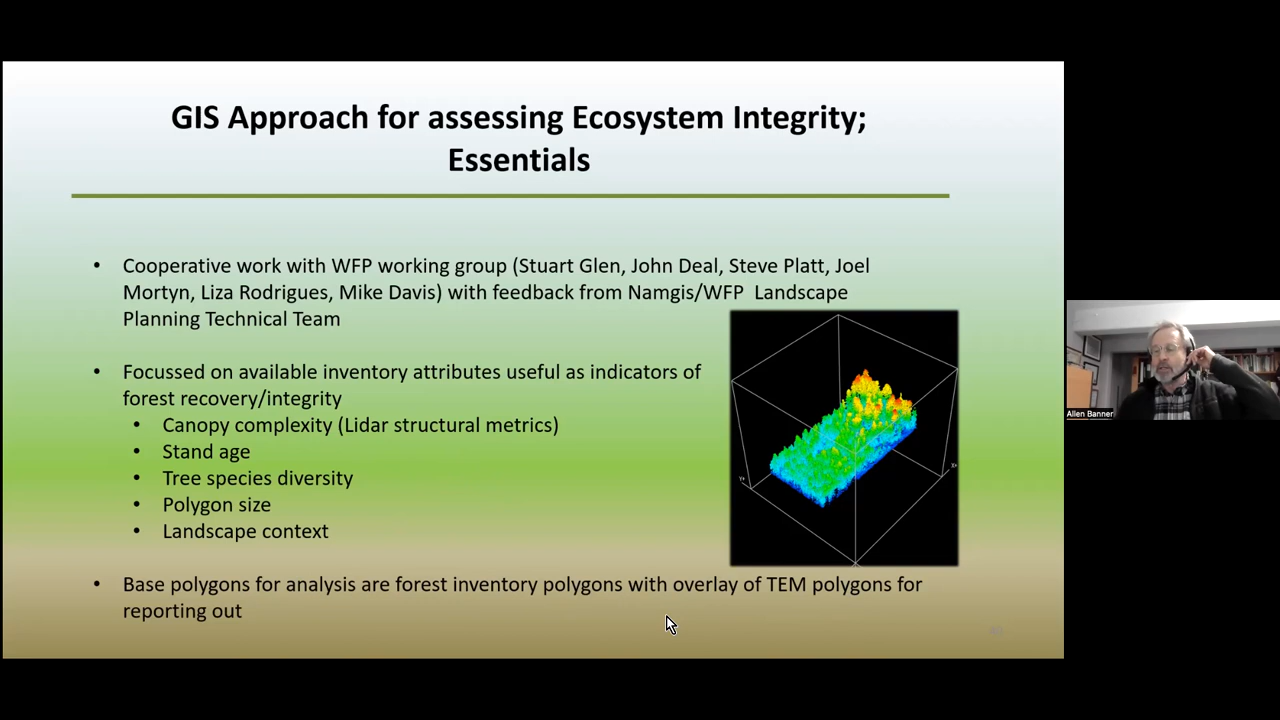 GIS Approach for assessing Ecosystem Integrity;
Essentials
• Cooperative work with WFP working group (Stuart Glen, John Deal, Steve Platt, Joel
Mortyn, Liza Rodrigues, Mike Davis) with feedback from Namgis/WFP Landscape
Planning Technical Team
• Focussed on available inventory attributes useful as indicators of
forest recovery/integrity
• Canopy complexity (Lidar structural metrics)
• Stand age
• Tree species diversity
• Polygon size
• Landscape context
• Base polygons for analysis are forest inventory polygons with overlay of TEM polygons for
reporting out
Allen Banner